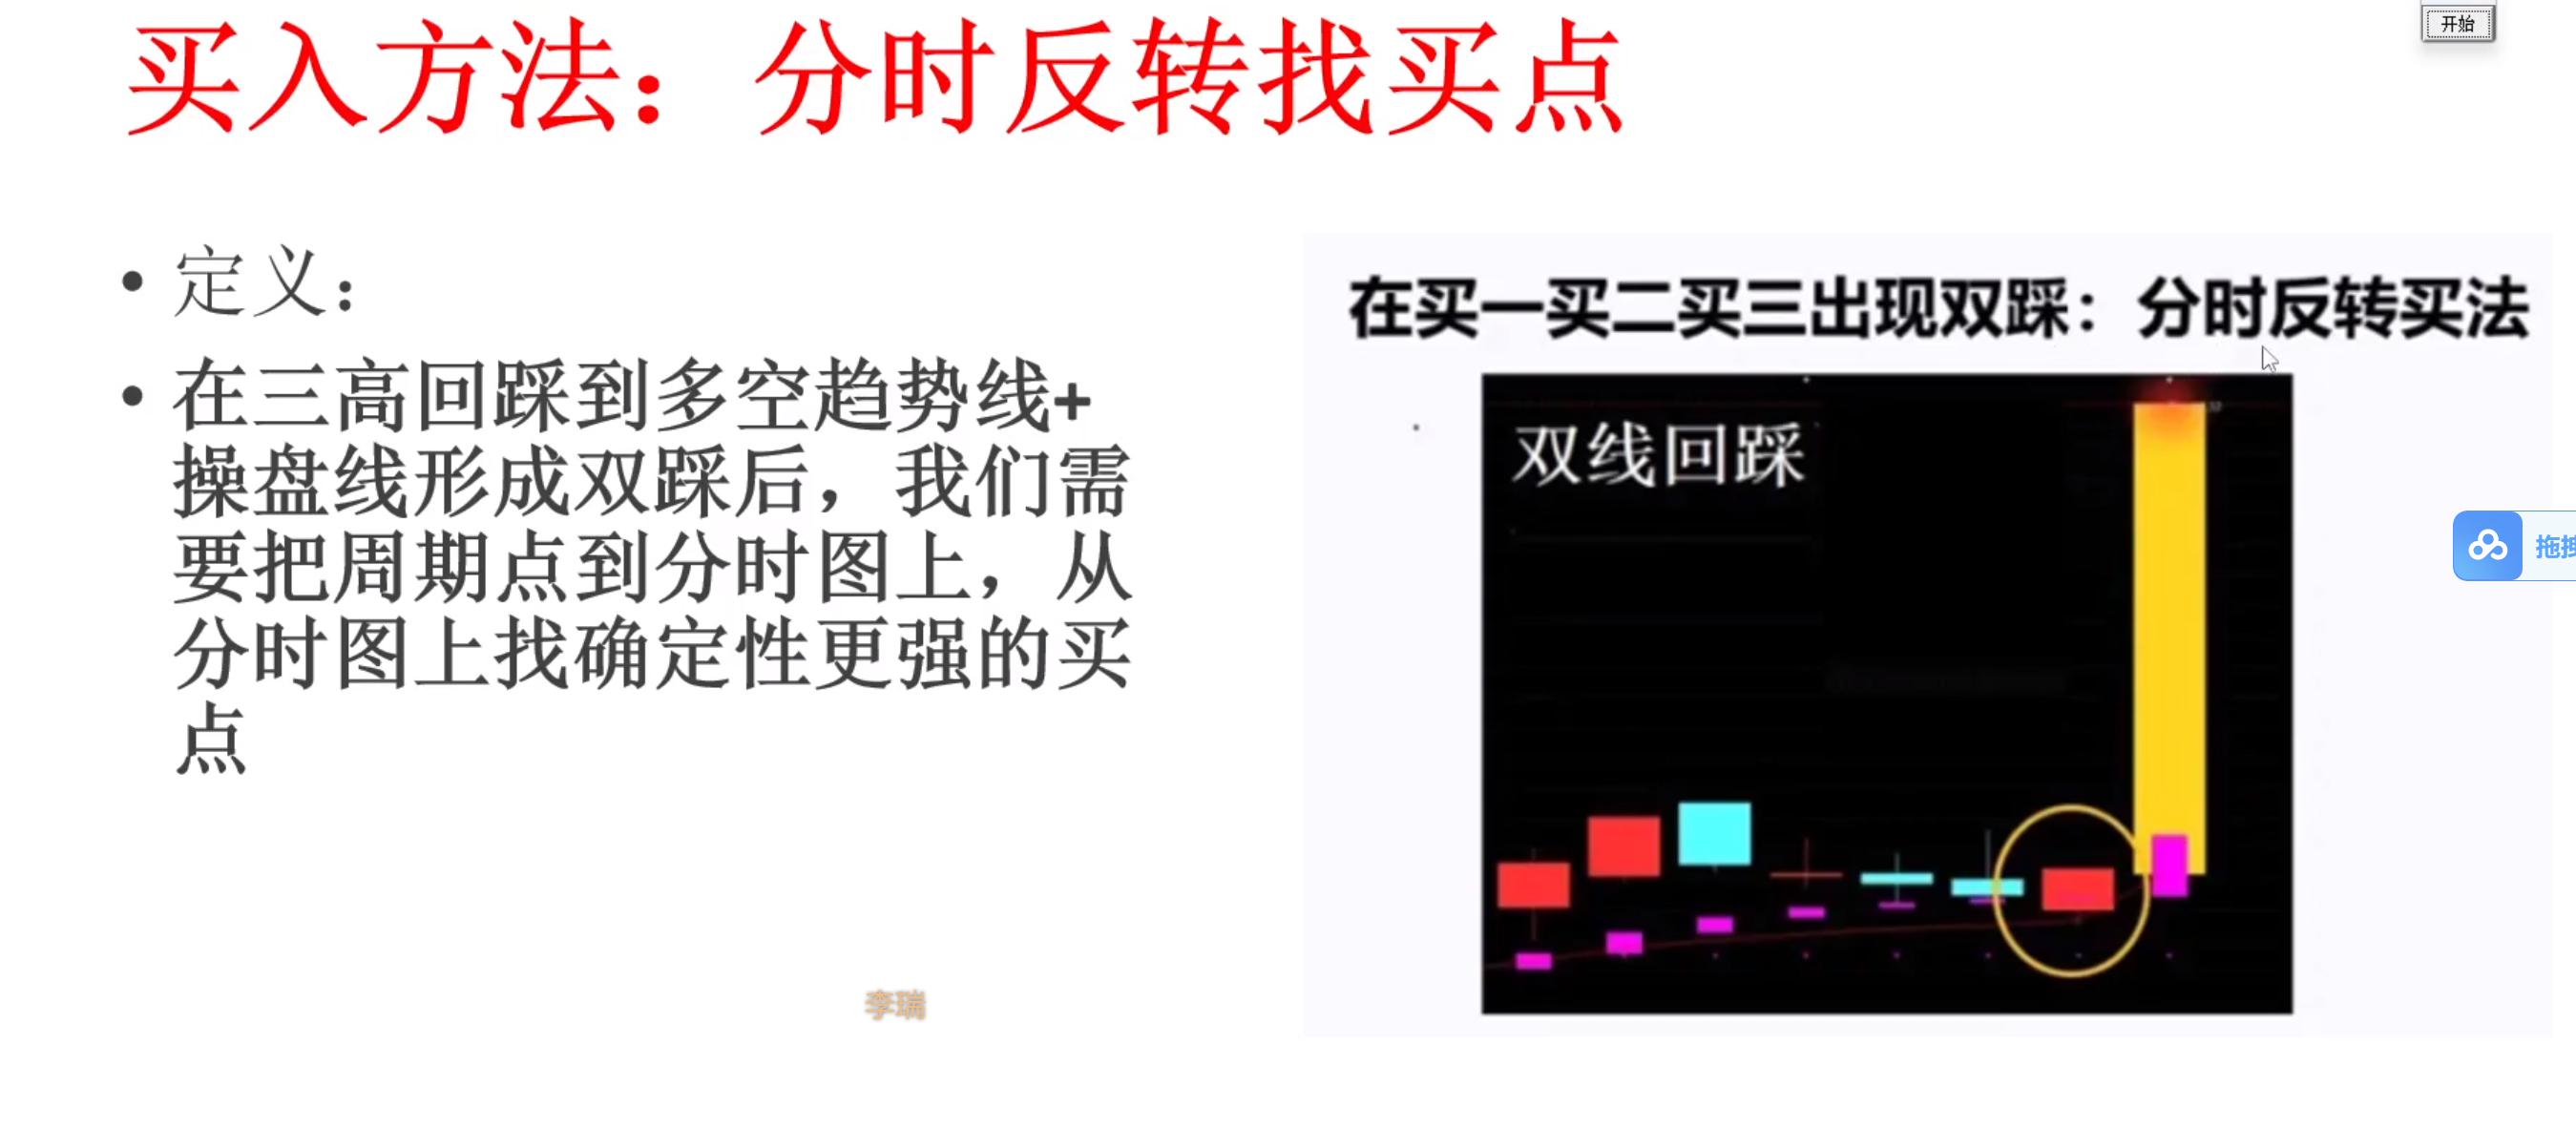 买入方法：分时反转找买点
开始
• 定义：
• 在三高回踩到多空趋势线+
操盘线形成双踩后，我们需
要把周期点到分时图上，从
分时图上找确定性更强的买
点
在买一买二买三出现双踩：分时反转买法
双线回踩
拖拽
李瑞